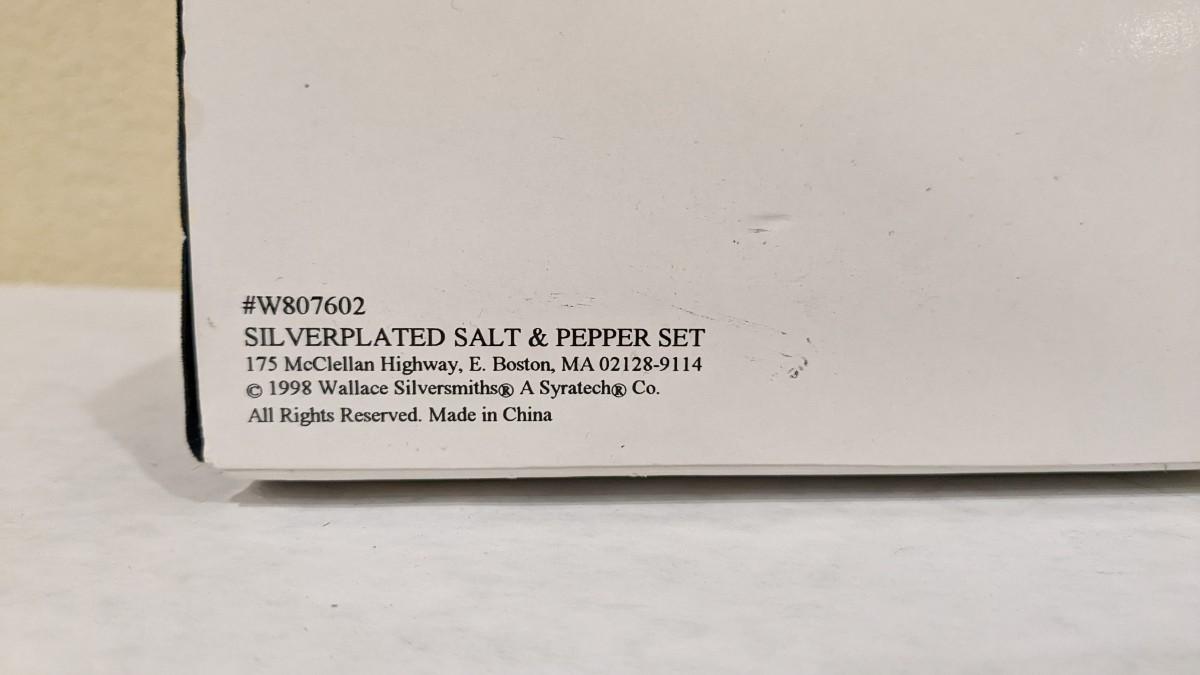 #W807602
SILVERPLATED SALT & PEPPER SET
175 McClellan Highway, E. Boston, MA 02128-9114
© 1998 Wallace Silversmiths® A Syratech® Co.
All Rights Reserved. Made in China